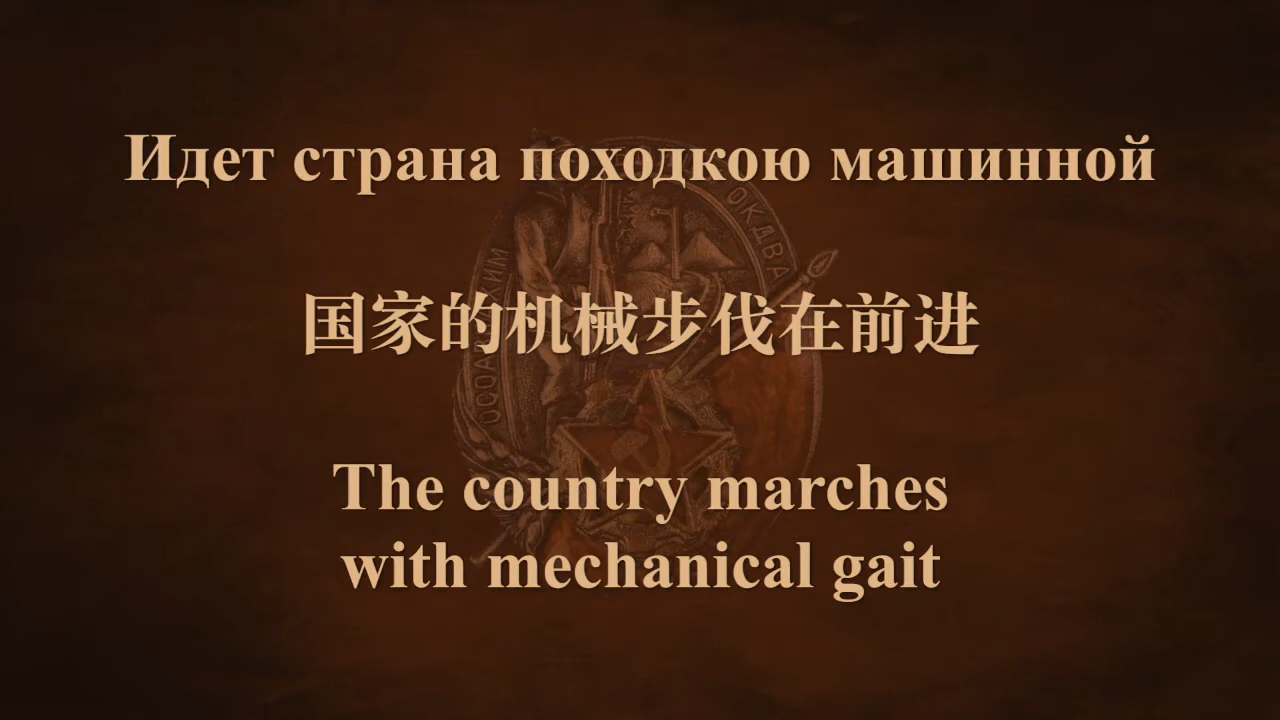 Идет страна походкою машинной
国家的机械步伐在前进
The country marches
with mechanical gait
ОКДВА